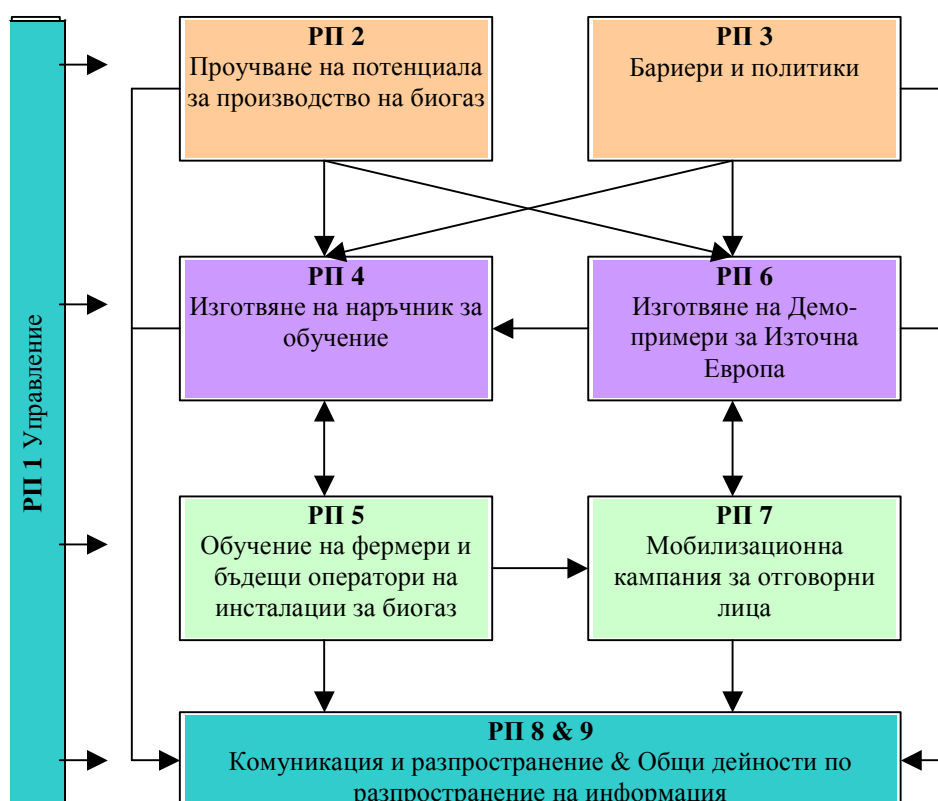 РП 1 Управление
РП 2
Проучване на потенциала
за производство на биогаз
РП 3
Бариери и политики
РП 4
Изготвяне на наръчник за
обучение
РП 6
Изготвяне на Демо-
примери за Източна
Европа
РП 5
Обучение на фермери и
бъдещи оператори на
инсталации за биогаз
РП 7
Мобилизационна
кампания за отговорни
лица
РП 8 & 9
Комуникация и разпространение & Общи дейности по
разпространение на информация